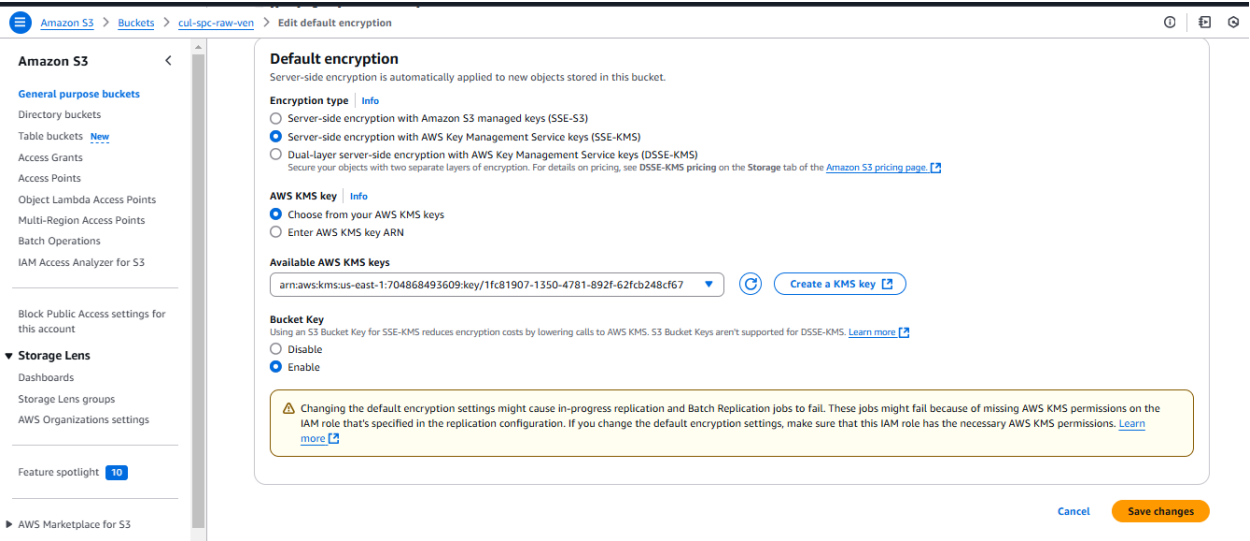 Amazon S3 > Buckets > cul-spc-raw-ven > Edit default encryption
Amazon S3
General purpose buckets
Directory buckets
Table buckets New
Access Grants
Access Points
Object Lambda Access Points
Multi-Region Access Points
Batch Operations
IAM Access Analyzer for S3
Block Public Access settings for
this account
Storage Lens
Dashboards
Storage Lens groups
AWS Organizations settings
Feature spotlight 10
AWS Marketplace for S3
Default encryption
Server-side encryption is automatically applied to new objects stored in this bucket.
Encryption type | Info
Server-side encryption with Amazon S3 managed keys (SSE-S3)
Server-side encryption with AWS Key Management Service keys (SSE-KMS)
Dual-layer server-side encryption with AWS Key Management Service keys (DSSE-KMS)
Secure your objects with two separate layers of encryption. For details on pricing, see DSSE-KMS pricing on the Storage tab of the Amazon S3 pricing page.
AWS KMS key | Info
Choose from your AWS KMS keys
Enter AWS KMS key ARN
Available AWS KMS keys
arn:aws:kms:us-east-1:704868493609:key/1fc81907-1350-4781-892f-62fcb248cf67
Create a KMS key
Bucket Key
Using an S3 Bucket Key for SSE-KMS reduces encryption costs by lowering calls to AWS KMS. S3 Bucket Keys aren't supported for DSSE-KMS. Learn more
Disable
Enable
Changing the default encryption settings might cause in-progress replication and Batch Replication jobs to fail. These jobs might fail because of missing AWS KMS permissions on the
IAM role that's specified in the replication configuration. If you change the default encryption settings, make sure that this IAM role has the necessary AWS KMS permissions. Learn
more
Cancel
Save changes